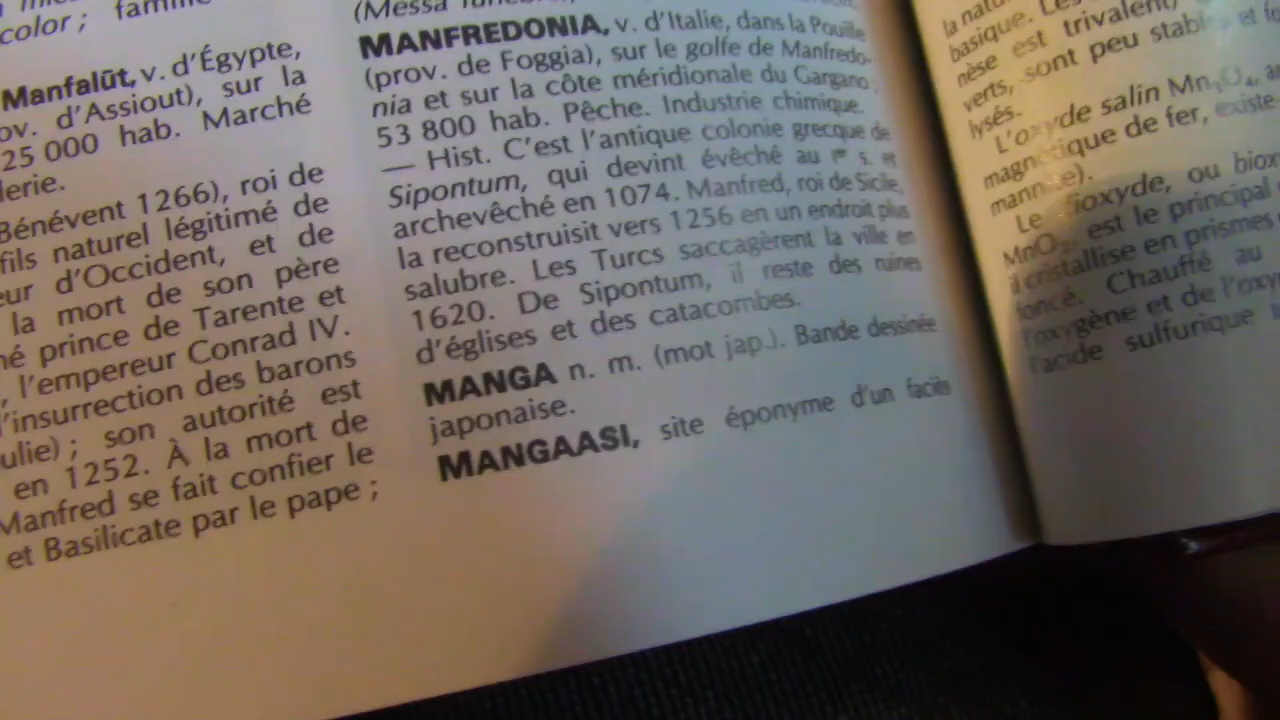 color ; famille
Manfalūt, v. d'Égypte,
ov. d'Assiout), sur la
25 000 hab. Marché
lerie.
Bénévent 1266), roi de
fils naturel légitimé de
eur d'Occident, et de
la mort de son père
né prince de Tarente et
, l'empereur Conrad IV.
l'insurrection des barons
ulie) ; son autorité est
en 1252. À la mort de
Manfred se fait confier le
et Basilicate par le pape ;
(Messa
MANFREDONIA, v. d'Italie, dans la Pouille
(prov. de Foggia), sur le golfe de Manfredo-
nia et sur la côte méridionale du Gargano ;
53 800 hab. Pêche. Industrie chimique.
— Hist. C'est l'antique colonie grecque de
Sipontum, qui devint évêché au Iᵉʳ s. et
archevêché en 1074. Manfred, roi de Sicile,
la reconstruisit vers 1256 en un endroit plus
salubre. Les Turcs saccagèrent la ville en
1620. De Sipontum, il reste des ruines
d'églises et des catacombes.
MANGA n. m. (mot jap.). Bande dessinée
japonaise.
MANGAASI, site éponyme d'un faciès
la natu
basique. Les
nèse est trivalent)
verts, sont peu stables et
lysés.
L'oxyde salin Mn₃O₄, an
magnétique de fer, existe
mannite).
Le dioxyde, ou biox
MnO₂, est le principal
il cristallise en prismes
foncé. Chauffé au
l'oxygène et de l'oxy
l'acide sulfurique